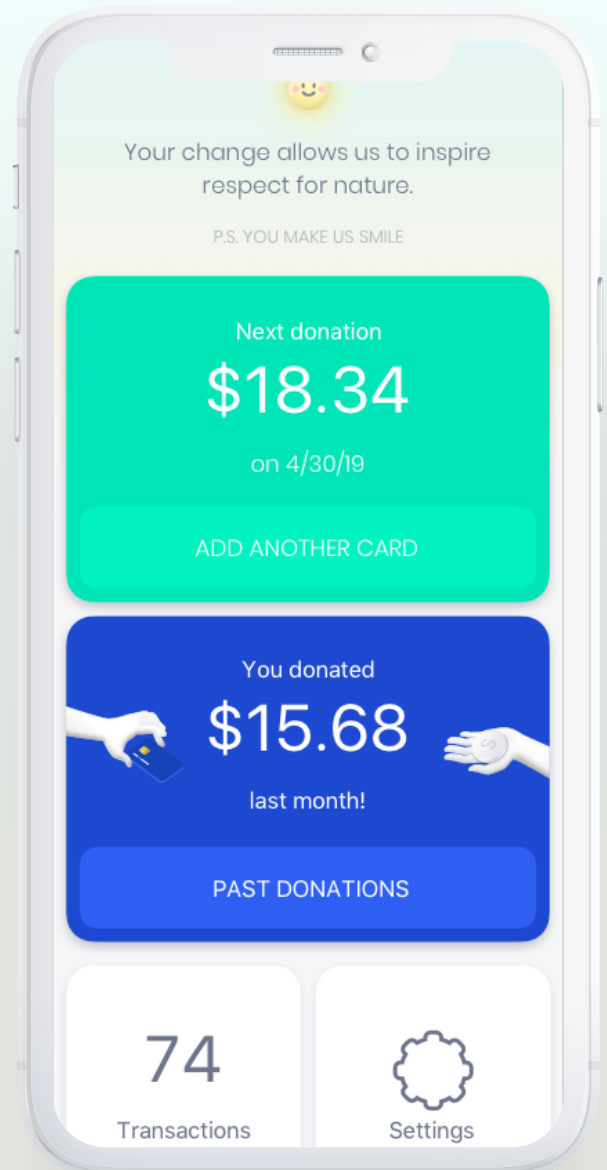 Your change allows us to inspire
respect for nature.
P.S. YOU MAKE US SMILE
Next donation
$18.34
on 4/30/19
ADD ANOTHER CARD
You donated
$15.68
last month!
PAST DONATIONS
74
Transactions
Settings